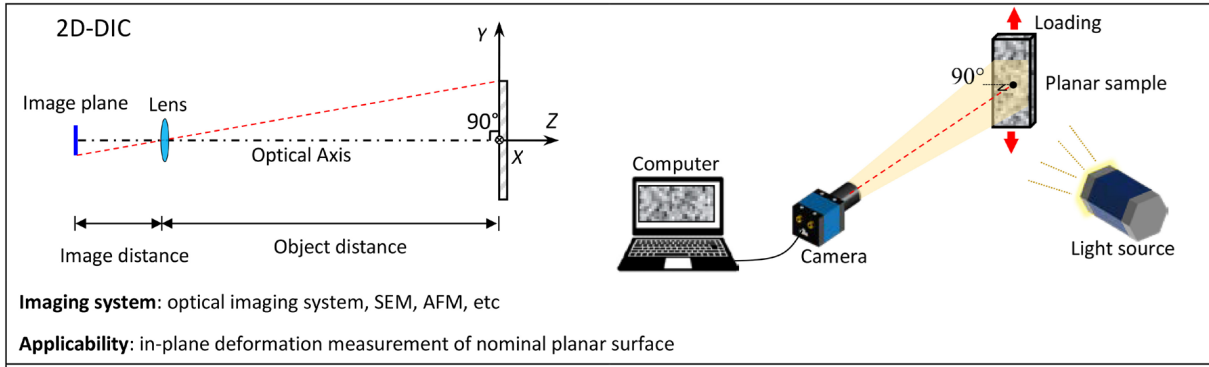 2D-DIC
Image plane
Lens
Y
90°
Z
X
Optical Axis
Image distance
Object distance
Loading
90°
Planar sample
Computer
Camera
Light source
Imaging system: optical imaging system, SEM, AFM, etc
Applicability: in-plane deformation measurement of nominal planar surface